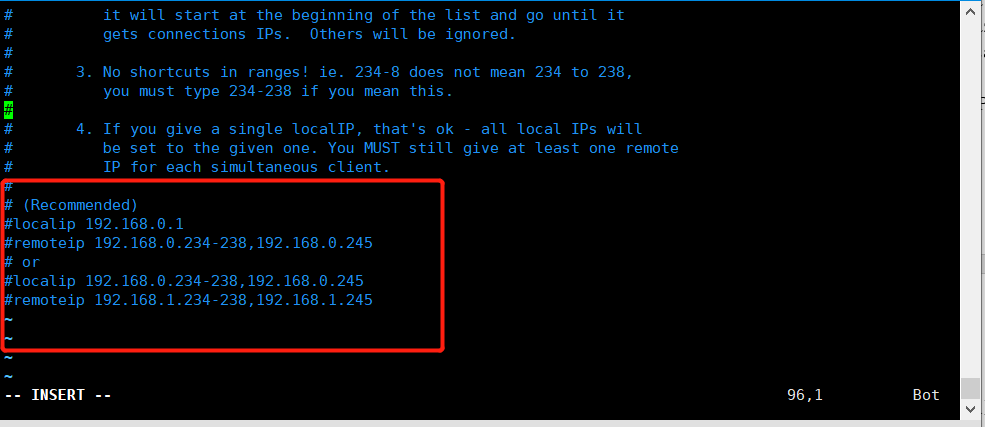 #          it will start at the beginning of the list and go until it
#          gets connections IPs.  Others will be ignored.
#
#       3. No shortcuts in ranges! ie. 234-8 does not mean 234 to 238,
#          you must type 234-238 if you mean this.
#
#       4. If you give a single localIP, that's ok - all local IPs will
#          be set to the given one. You MUST still give at least one remote
#          IP for each simultaneous client.
#
# (Recommended)
#localip 192.168.0.1
#remoteip 192.168.0.234-238,192.168.0.245
# or
#localip 192.168.0.234-238,192.168.0.245
#remoteip 192.168.1.234-238,192.168.1.245
~
~
~
~
-- INSERT --                                                                           96,1          Bot